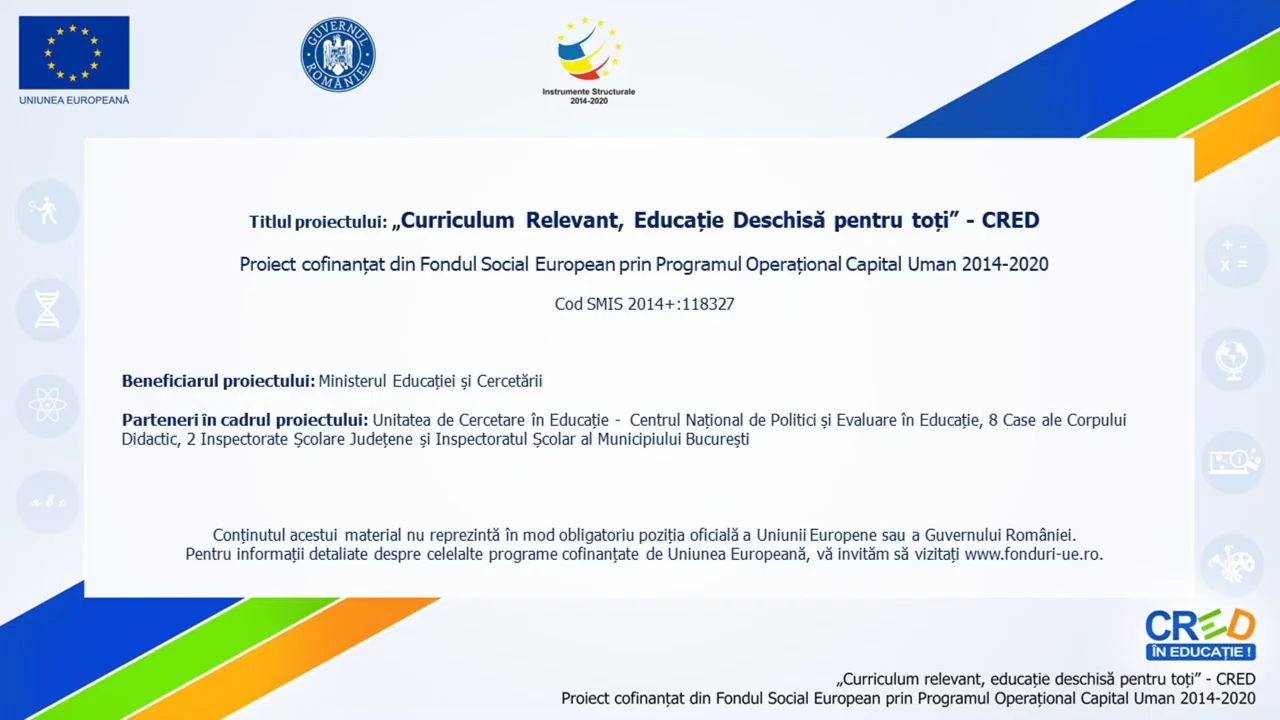 UNIUNEA EUROPEANĂ
GUVERNUL ROMÂNIEI
Instrumente Structurale
2014-2020
Titlul proiectului: „Curriculum Relevant, Educație Deschisă pentru toți” - CRED
Proiect cofinanțat din Fondul Social European prin Programul Operațional Capital Uman 2014-2020
Cod SMIS 2014+:118327
+ -
x =
Beneficiarul proiectului: Ministerul Educației și Cercetării
Parteneri în cadrul proiectului: Unitatea de Cercetare în Educație - Centrul Național de Politici și Evaluare în Educație, 8 Case ale Corpului
Didactic, 2 Inspectorate Școlare Județene și Inspectoratul Școlar al Municipiului București
a b c
Conținutul acestui material nu reprezintă în mod obligatoriu poziția oficială a Uniunii Europene sau a Guvernului României.
Pentru informații detaliate despre celelalte programe cofinanțate de Uniunea Europeană, vă invităm să vizitați www.fonduri-ue.ro.
CRED
ÎN EDUCAȚIE !
„Curriculum relevant, educație deschisă pentru toți” - CRED
Proiect cofinanțat din Fondul Social European prin Programul Operațional Capital Uman 2014-2020